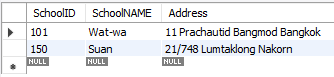 SchoolID SchoolNAME Address
101 Wat-wa 11 Prachautid Bangmod Bangkok
150 Suan 21/748 Lumtaklong Nakorn
NULL NULL NULL